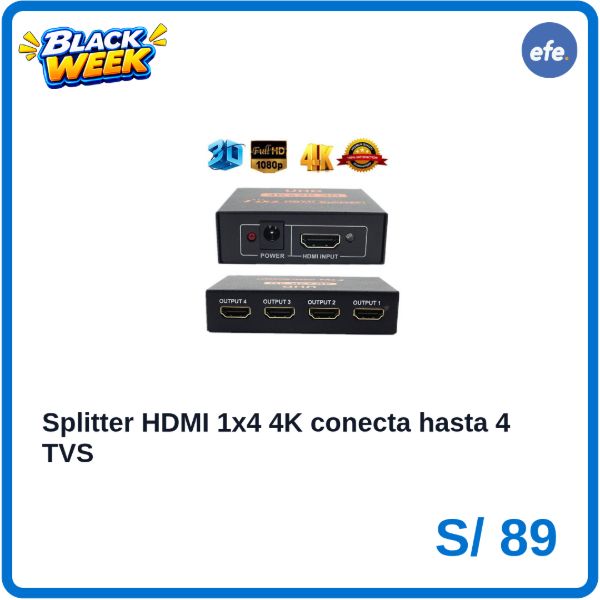 BLACK
WEEK
efe.
3D
Full HD
1080p
4K
POWER
HDMI INPUT
OUTPUT 4
OUTPUT 3
OUTPUT 2
OUTPUT 1
Splitter HDMI 1x4 4K conecta hasta 4
TVS
S/ 89